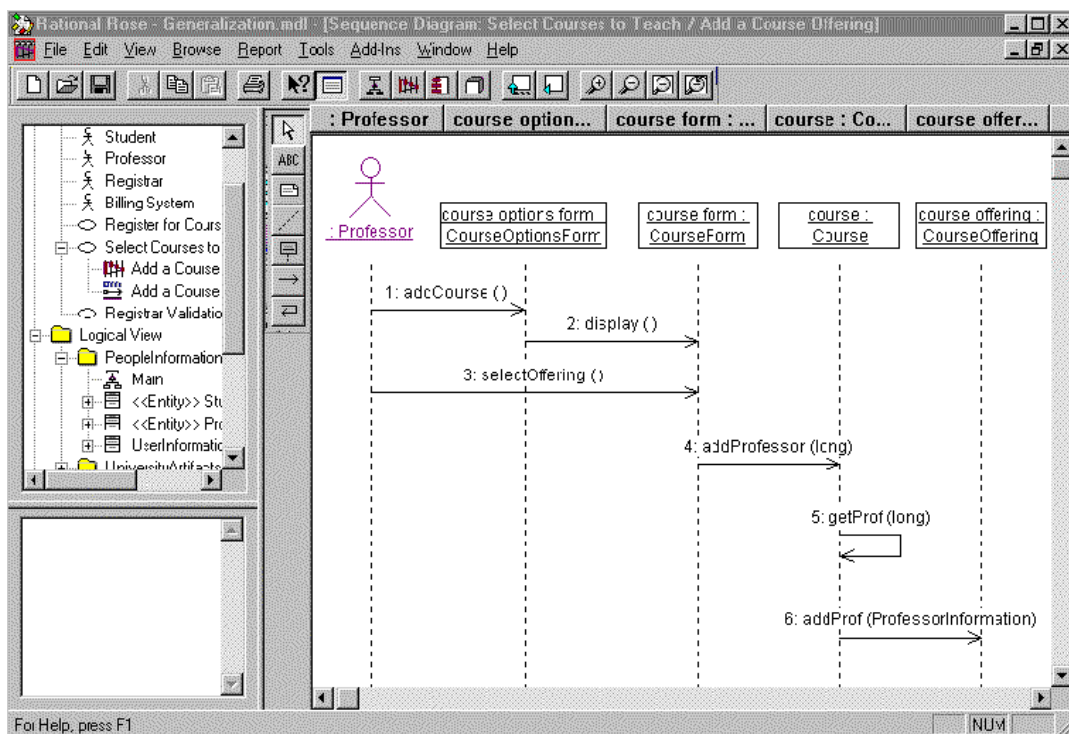 Rational Rose - Generalization.mdl - [Sequence Diagram: Select Courses to Teach / Add a Course Offering]
File Edit View Browse Report Tools Add-Ins Window Help
: Professor course option... course form : ... course : Co... course offer...
Student
Professor
Registrar
Billing System
Register for Cours
Select Courses to
Add a Course
Add a Course
Registrar Validatio
Logical View
PeopleInformation
Main
<<Entity>> Stu
<<Entity>> Pro
UserInformatic
UniversityArtifacts
ABC
: Professor
course options form :
CourseOptionsForm
course form :
CourseForm
course :
Course
course offering :
CourseOffering
1: addCourse ( )
2: display ( )
3: selectOffering ( )
4: addProfessor (long)
5: getProf (long)
6: addProf (ProfessorInformation)
For Help, press F1
NUM